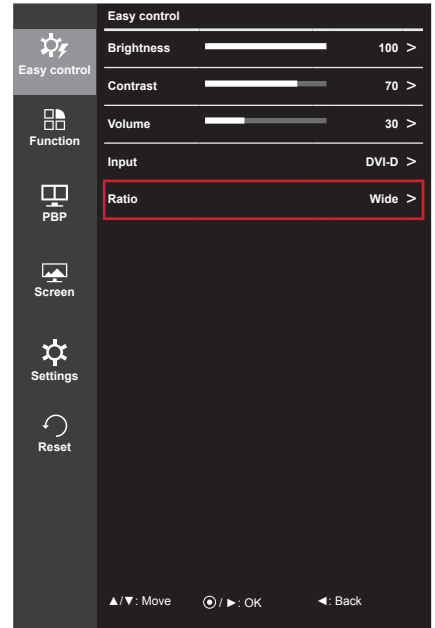 Easy control
Easy control
Brightness 100 >
Contrast 70 >
Volume 30 >
Input DVI-D >
Ratio Wide >
Function
PBP
Screen
Settings
Reset
▲/▼: Move ◉/ ►: OK ◄: Back